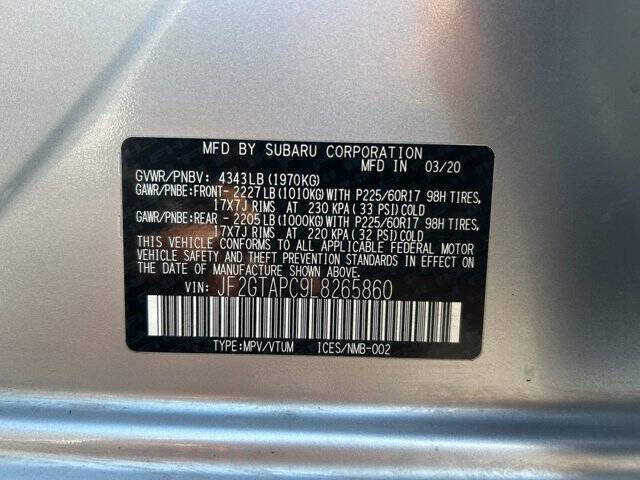 MFD BY SUBARU CORPORATION
MFD IN 03/20
GVWR/PNBV: 4343LB(1970KG)
GAWR/PNBE:FRONT- 2227LB(1010KG)WITH P225/60R17 98H TIRES,
17X7J RIMS AT 230 KPA(33 PSI)COLD
GAWR/PNBE:REAR - 2205LB(1000KG)WITH P225/60R17 98H TIRES,
17X7J RIMS AT 220 KPA(32 PSI)COLD
THIS VEHICLE CONFORMS TO ALL APPLICABLE FEDERAL MOTOR
VEHICLE SAFETY AND THEFT PREVENTION STANDARDS IN EFFECT
ON THE DATE OF MANUFACTURE SHOWN ABOVE.
VIN: JF2GTAPC9L8265860
TYPE:MPV/VTUM ICES/NMB-002